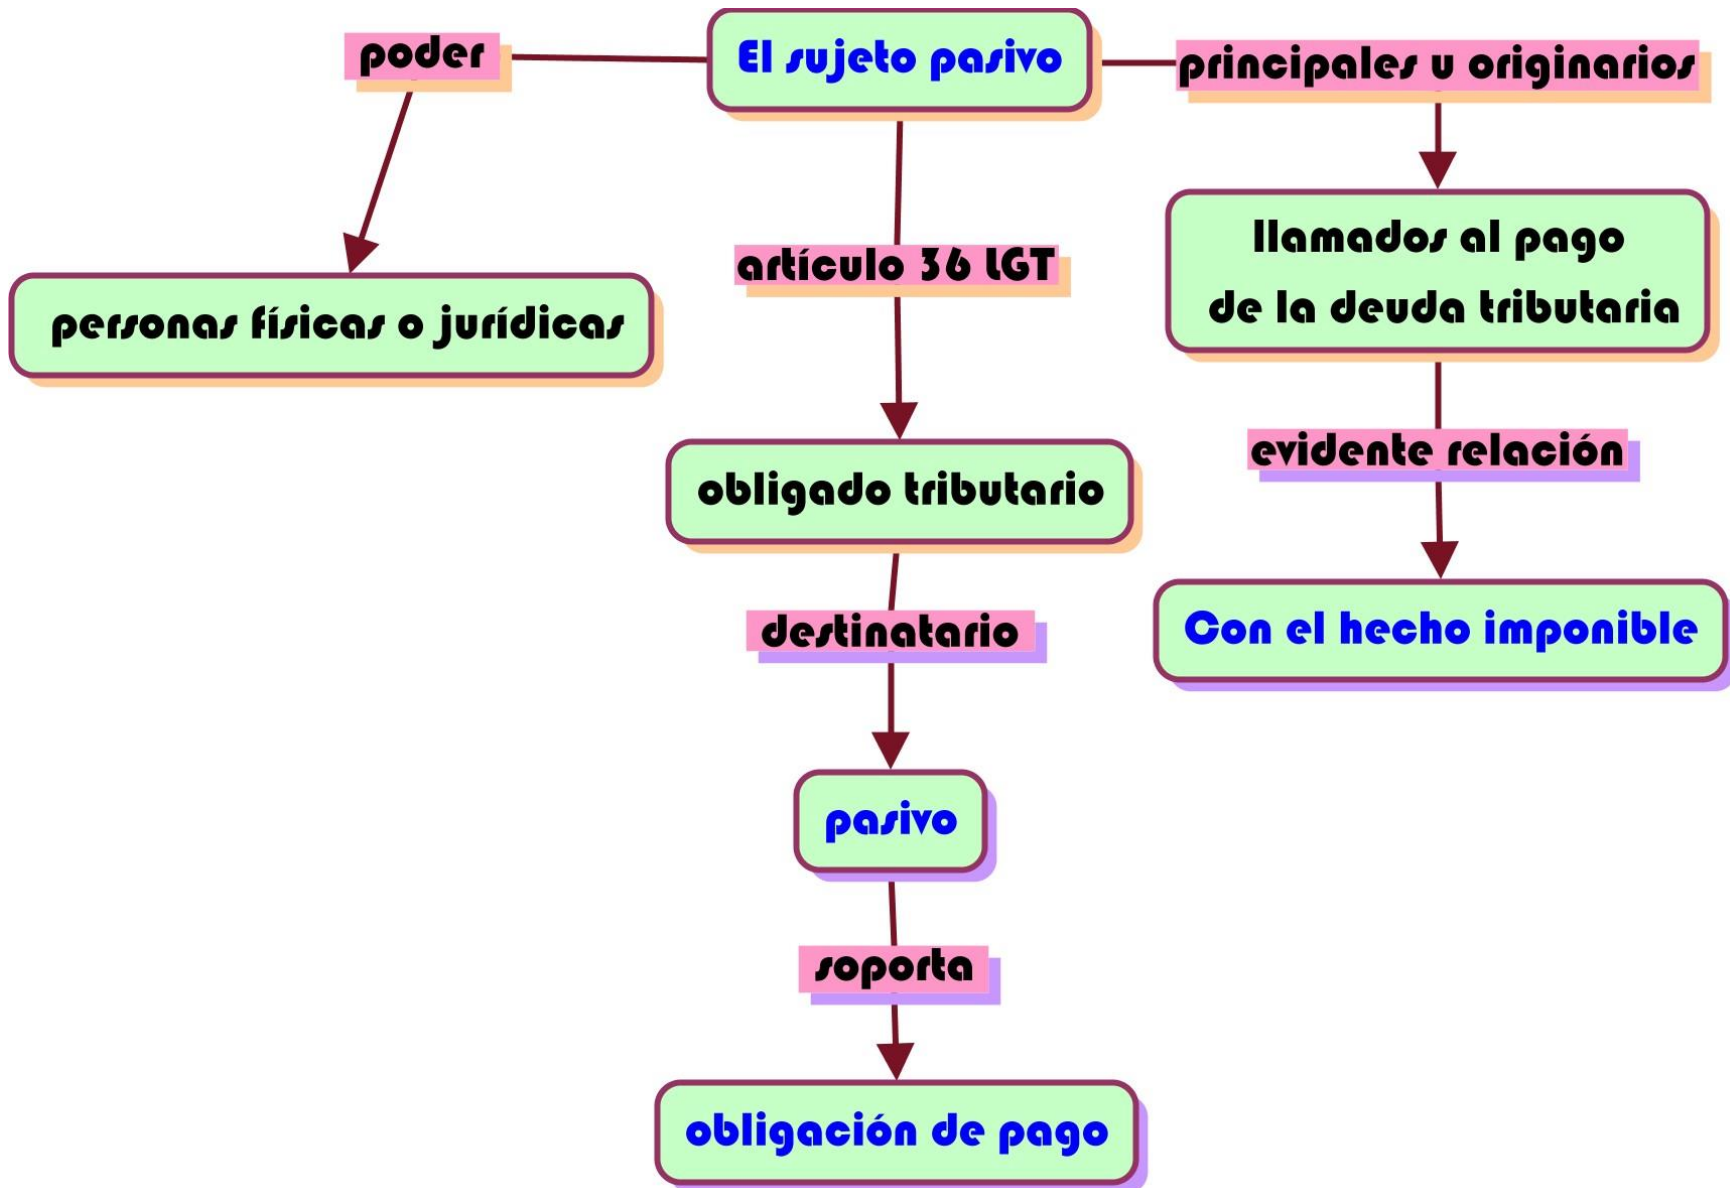 El sujeto pasivo
poder
principales u originarios
personas físicas o jurídicas
artículo 36 LGT
llamados al pago
de la deuda tributaria
obligado tributario
evidente relación
Con el hecho imponible
destinatario
pasivo
soporta
obligación de pago